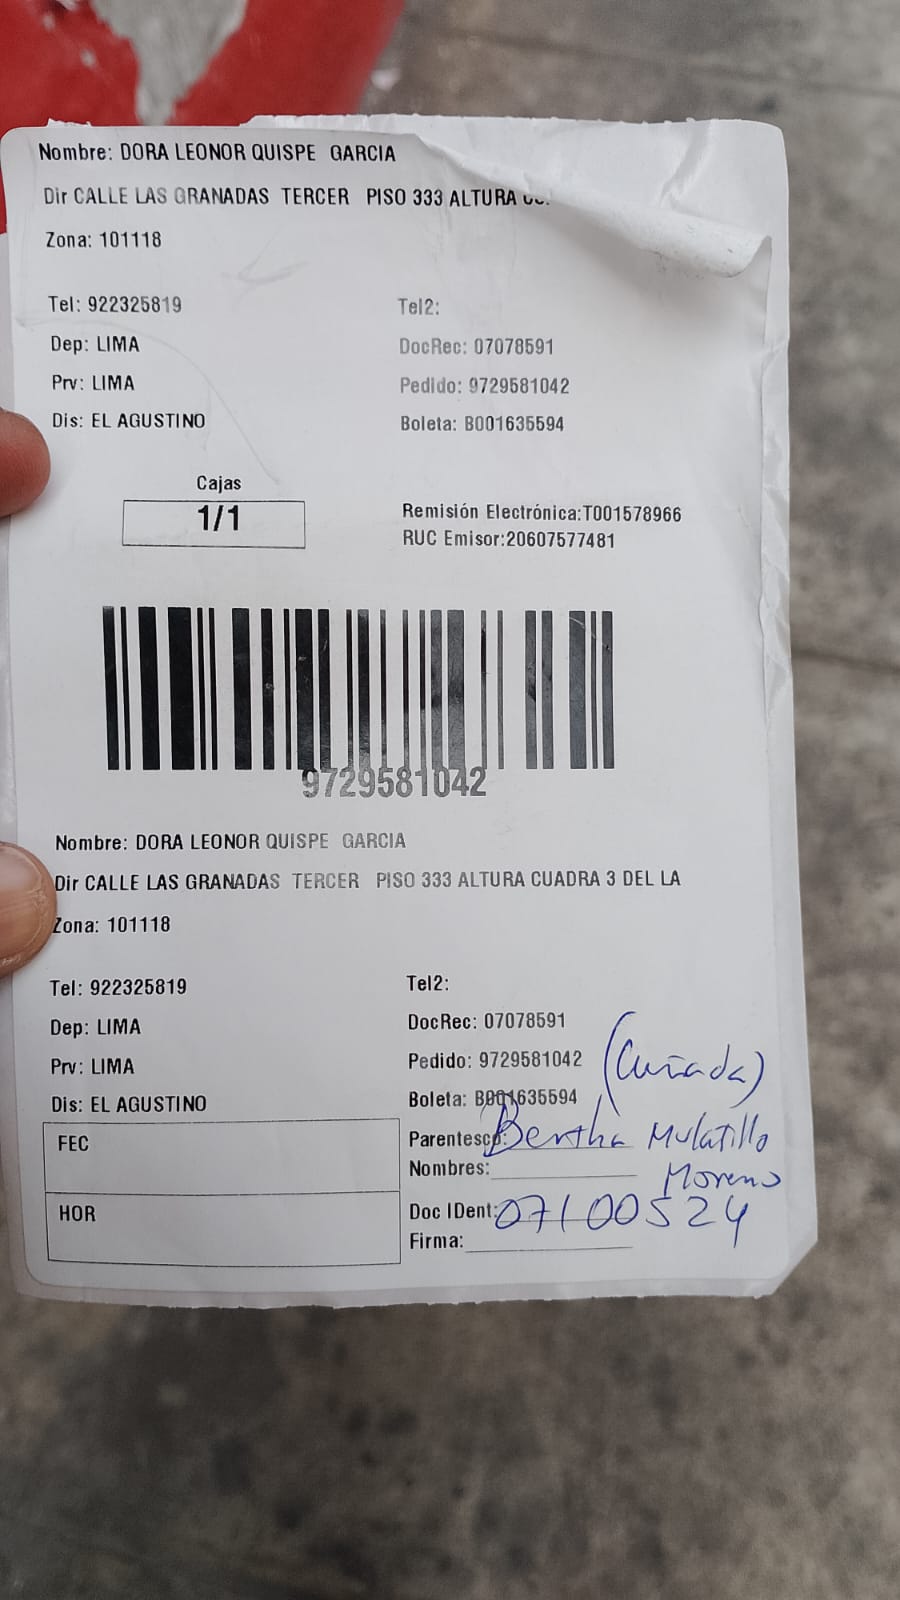 Nombre: DORA LEONOR QUISPE GARCIA
Dir CALLE LAS GRANADAS TERCER PISO 333 ALTURA
Zona: 101118
Tel: 922325819 Tel2:
Dep: LIMA DocRec: 07078591
Prv: LIMA Pedido: 9729581042
Dis: EL AGUSTINO Boleta: B001635594
Cajas
1/1
Remisión Electrónica:T001578966
RUC Emisor:20607577481
9729581042
Nombre: DORA LEONOR QUISPE GARCIA
Dir CALLE LAS GRANADAS TERCER PISO 333 ALTURA CUADRA 3 DEL LA
Zona: 101118
Tel: 922325819 Tel2:
Dep: LIMA DocRec: 07078591
Prv: LIMA Pedido: 9729581042 (Cuñada)
Dis: EL AGUSTINO Boleta: B001635594
FEC Parentesco: Bertha Mulatillo
Nombres: Moreno
HOR Doc IDent: 07100524
Firma: